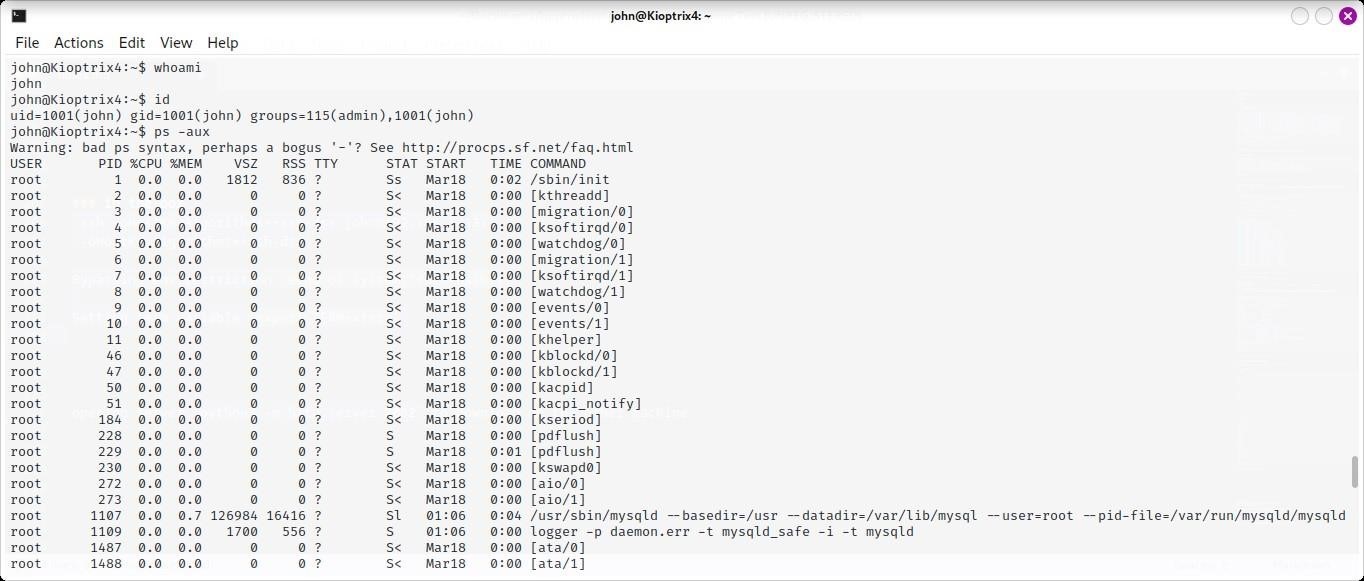 john@Kioptrix4: ~
File Actions Edit View Help
john@Kioptrix4:~$ whoami
john
john@Kioptrix4:~$ id
uid=1001(john) gid=1001(john) groups=115(admin),1001(john)
john@Kioptrix4:~$ ps -aux
Warning: bad ps syntax, perhaps a bogus '-'? See http://procps.sf.net/faq.html
USER       PID %CPU %MEM    VSZ   RSS TTY      STAT START   TIME COMMAND
root         1  0.0  0.0   1812   836 ?        Ss   Mar18   0:02 /sbin/init
root         2  0.0  0.0      0     0 ?        S<   Mar18   0:00 [kthreadd]
root         3  0.0  0.0      0     0 ?        S<   Mar18   0:00 [migration/0]
root         4  0.0  0.0      0     0 ?        S<   Mar18   0:00 [ksoftirqd/0]
root         5  0.0  0.0      0     0 ?        S<   Mar18   0:00 [watchdog/0]
root         6  0.0  0.0      0     0 ?        S<   Mar18   0:00 [migration/1]
root         7  0.0  0.0      0     0 ?        S<   Mar18   0:00 [ksoftirqd/1]
root         8  0.0  0.0      0     0 ?        S<   Mar18   0:00 [watchdog/1]
root         9  0.0  0.0      0     0 ?        S<   Mar18   0:00 [events/0]
root        10  0.0  0.0      0     0 ?        S<   Mar18   0:00 [events/1]
root        11  0.0  0.0      0     0 ?        S<   Mar18   0:00 [khelper]
root        46  0.0  0.0      0     0 ?        S<   Mar18   0:00 [kblockd/0]
root        47  0.0  0.0      0     0 ?        S<   Mar18   0:00 [kblockd/1]
root        50  0.0  0.0      0     0 ?        S<   Mar18   0:00 [kacpid]
root        51  0.0  0.0      0     0 ?        S<   Mar18   0:00 [kacpi_notify]
root       184  0.0  0.0      0     0 ?        S<   Mar18   0:00 [kseriod]
root       228  0.0  0.0      0     0 ?        S    Mar18   0:00 [pdflush]
root       229  0.0  0.0      0     0 ?        S    Mar18   0:01 [pdflush]
root       230  0.0  0.0      0     0 ?        S<   Mar18   0:00 [kswapd0]
root       272  0.0  0.0      0     0 ?        S<   Mar18   0:00 [aio/0]
root       273  0.0  0.0      0     0 ?        S<   Mar18   0:00 [aio/1]
root      1107  0.0  0.7 126984 16416 ?        Sl   01:06   0:04 /usr/sbin/mysqld --basedir=/usr --datadir=/var/lib/mysql --user=root --pid-file=/var/run/mysqld/mysqld
root      1109  0.0  0.0   1700   556 ?        S    01:06   0:00 logger -p daemon.err -t mysqld_safe -i -t mysqld
root      1487  0.0  0.0      0     0 ?        S<   Mar18   0:00 [ata/0]
root      1488  0.0  0.0      0     0 ?        S<   Mar18   0:00 [ata/1]